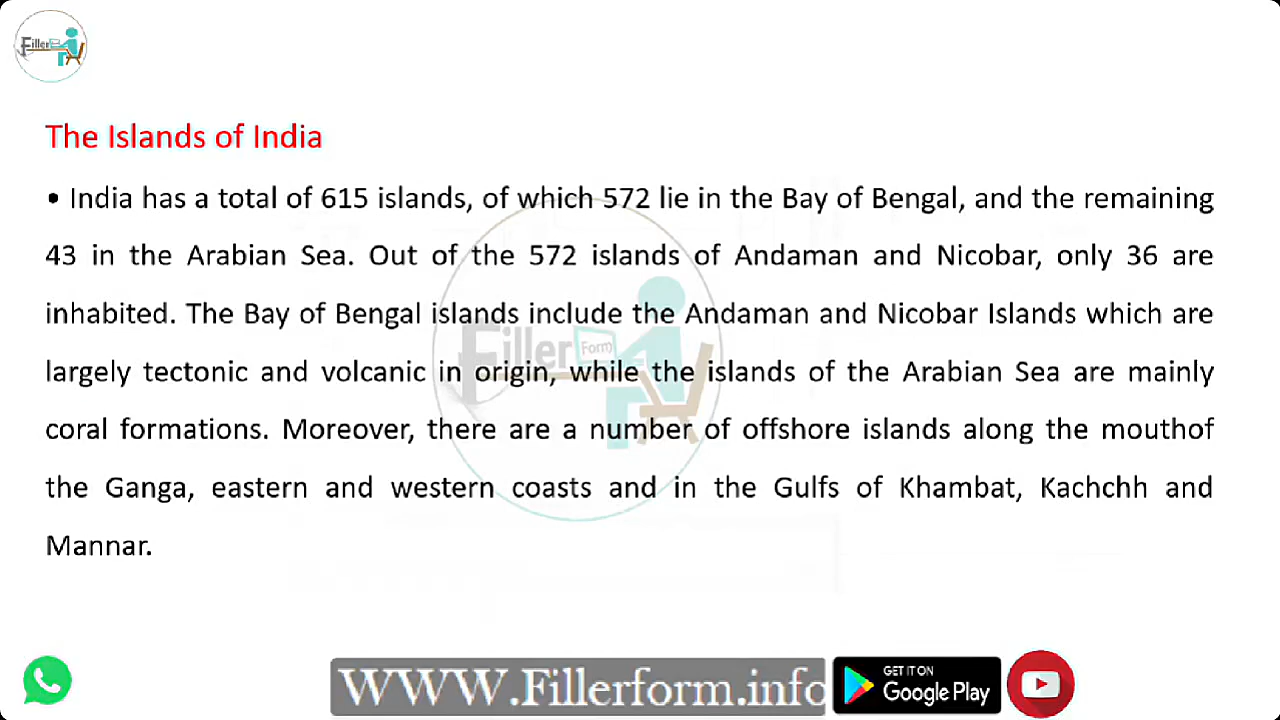 Filler
The Islands of India
• India has a total of 615 islands, of which 572 lie in the Bay of Bengal, and the remaining
43 in the Arabian Sea. Out of the 572 islands of Andaman and Nicobar, only 36 are
inhabited. The Bay of Bengal islands include the Andaman and Nicobar Islands which are
largely tectonic and volcanic in origin, while the islands of the Arabian Sea are mainly
coral formations. Moreover, there are a number of offshore islands along the mouthof
the Ganga, eastern and western coasts and in the Gulfs of Khambat, Kachchh and
Mannar.
Filler Form
WWW.Fillerform.info
GET IT ON
Google Play